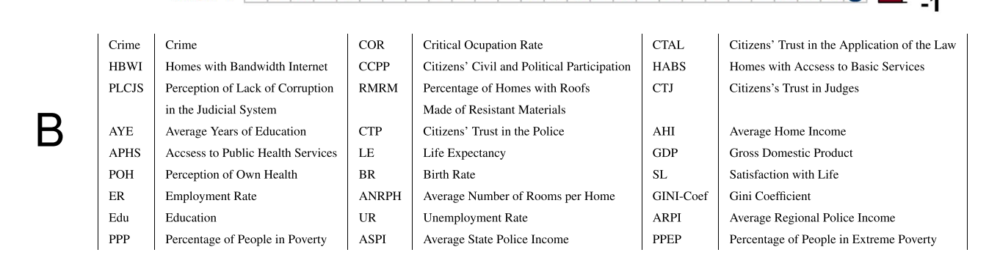 -1
B
Crime Crime COR Critical Ocupation Rate CTAL Citizens' Trust in the Application of the Law
HBWI Homes with Bandwidth Internet CCPP Citizens' Civil and Political Participation HABS Homes with Accsess to Basic Services
PLCJS Perception of Lack of Corruption RMRM Percentage of Homes with Roofs CTJ Citizens's Trust in Judges
in the Judicial System Made of Resistant Materials
AYE Average Years of Education CTP Citizens' Trust in the Police AHI Average Home Income
APHS Accsess to Public Health Services LE Life Expectancy GDP Gross Domestic Product
POH Perception of Own Health BR Birth Rate SL Satisfaction with Life
ER Employment Rate ANRPH Average Number of Rooms per Home GINI-Coef Gini Coefficient
Edu Education UR Unemployment Rate ARPI Average Regional Police Income
PPP Percentage of People in Poverty ASPI Average State Police Income PPEP Percentage of People in Extreme Poverty